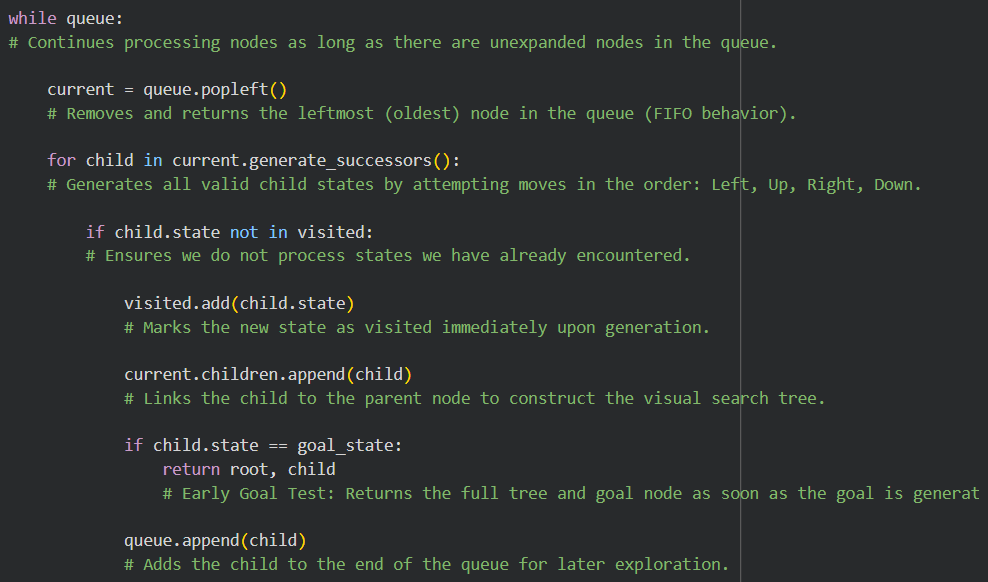 while queue:
# Continues processing nodes as long as there are unexpanded nodes in the queue.
current = queue.popleft()
# Removes and returns the leftmost (oldest) node in the queue (FIFO behavior).
for child in current.generate_successors():
# Generates all valid child states by attempting moves in the order: Left, Up, Right, Down.
if child.state not in visited:
# Ensures we do not process states we have already encountered.
visited.add(child.state)
# Marks the new state as visited immediately upon generation.
current.children.append(child)
# Links the child to the parent node to construct the visual search tree.
if child.state == goal_state:
return root, child
# Early Goal Test: Returns the full tree and goal node as soon as the goal is generat
queue.append(child)
# Adds the child to the end of the queue for later exploration.